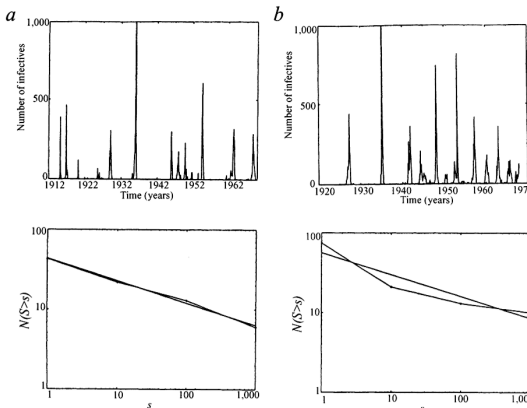 a
b
1,000
Number of infectives
500
0
1912 1922 1932 1942 1952 1962
Time (years)
1,000
Number of infectives
500
0
1920 1930 1940 1950 1960 197
Time (years)
100
N(S>s)
10
1
1 10 100 1,000
s
100
N(S>s)
10
1
1 10 100 1,000